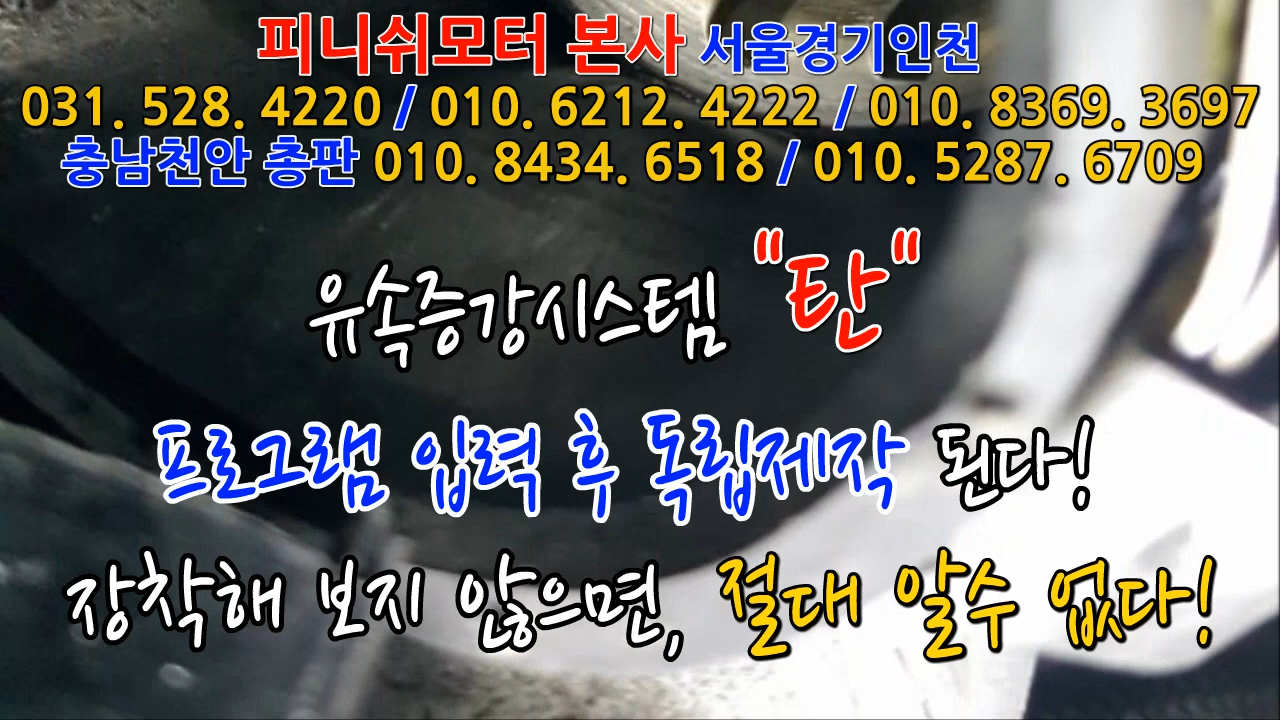 피니쉬모터 본사 서울경기인천
031. 528. 4220 / 010. 6212. 4222 / 010. 8369. 3697
충남천안 총판 010. 8434. 6518 / 010. 5287. 6709
유속증강시스템 "탄"
프로그램 입력 후 독립제작 된다!
장착해 보지 않으면, 절대 알수 없다!